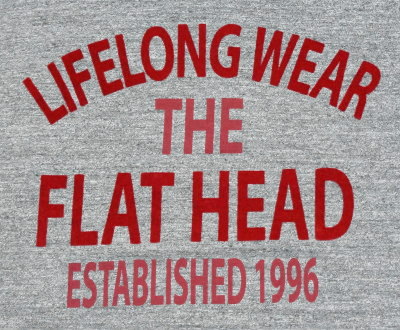 LIFELONG WEAR
THE
FLAT HEAD
ESTABLISHED 1996